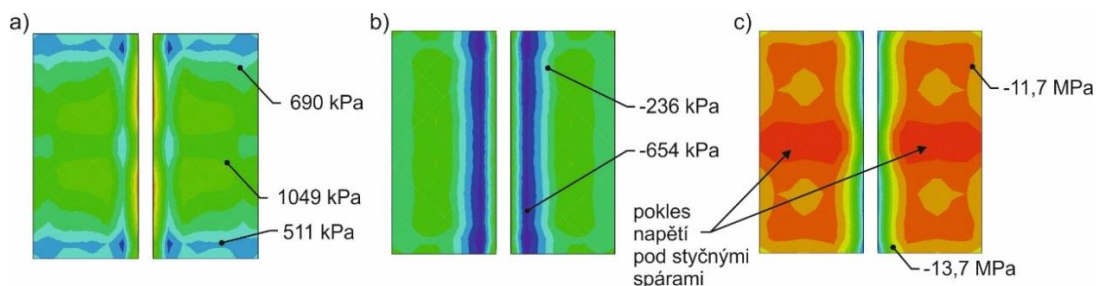 a)
690 kPa
1049 kPa
511 kPa
b)
-236 kPa
-654 kPa
pokles
napětí
pod styčnými
spárami
c)
-11,7 MPa
-13,7 MPa